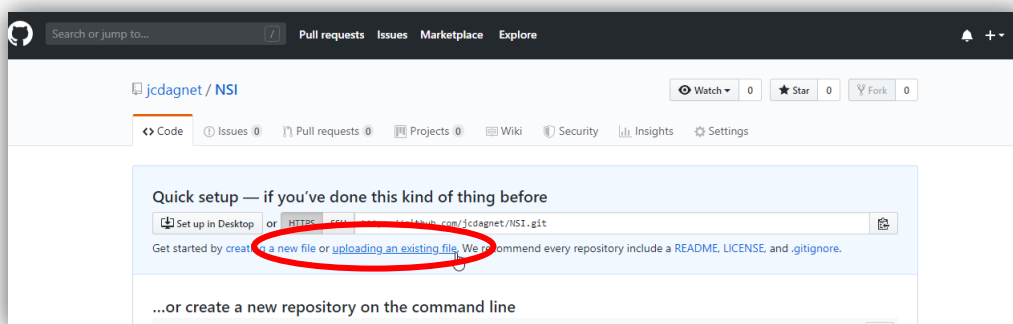 Search or jump to... / Pull requests Issues Marketplace Explore
jcdagnet / NSI
Watch 0 Star 0 Fork 0
Code Issues 0 Pull requests 0 Projects 0 Wiki Security Insights Settings
Quick setup — if you've done this kind of thing before
Set up in Desktop or HTTPS SSH https://github.com/jcdagnet/NSI.git
Get started by creating a new file or uploading an existing file. We recommend every repository include a README, LICENSE, and .gitignore.
...or create a new repository on the command line